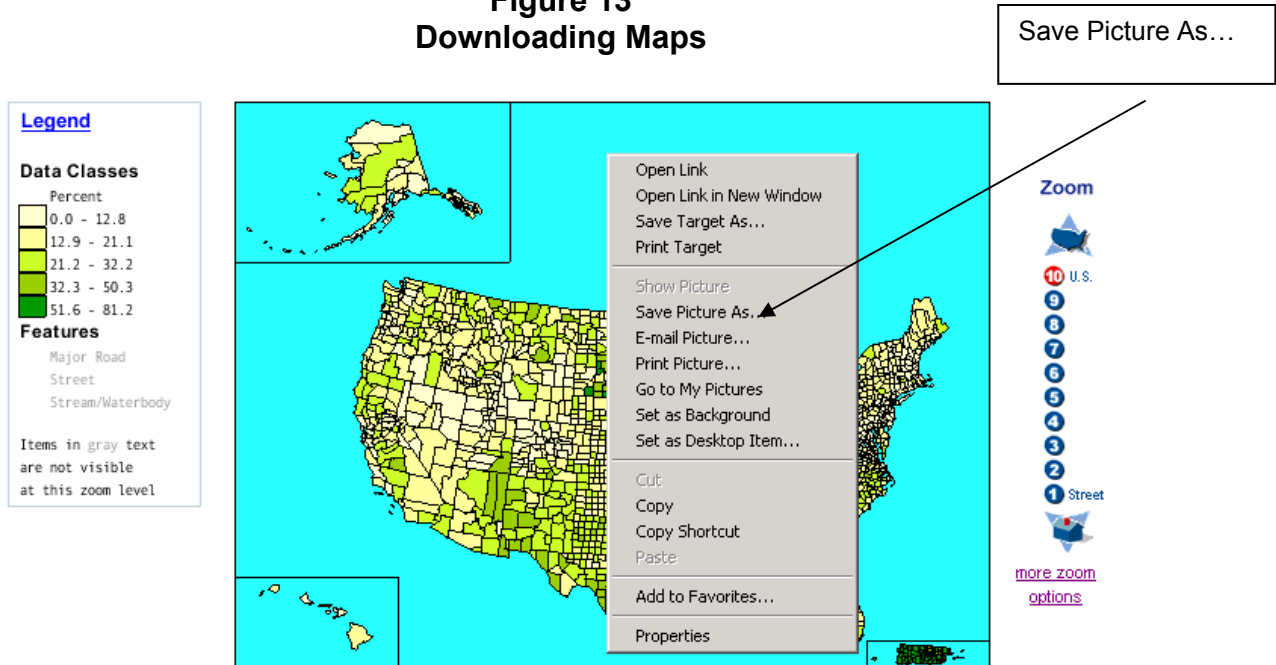 Figure 13
Downloading Maps
Save Picture As…
Legend
Data Classes
Percent
0.0 - 12.8
12.9 - 21.1
21.2 - 32.2
32.3 - 50.3
51.6 - 81.2
Features
Major Road
Street
Stream/Waterbody
Items in gray text
are not visible
at this zoom level
Open Link
Open Link in New Window
Save Target As...
Print Target
Show Picture
Save Picture As...
E-mail Picture...
Print Picture...
Go to My Pictures
Set as Background
Set as Desktop Item...
Cut
Copy
Copy Shortcut
Paste
Add to Favorites...
Properties
Zoom
10 U.S.
9
8
7
6
5
4
3
2
1 Street
more zoom
options